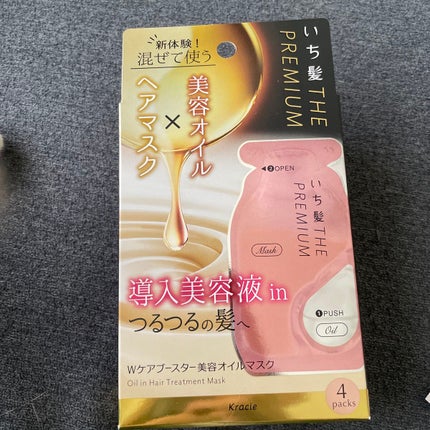 新体験!
混ぜて使う
美容オイル
×
ヘアマスク
いち髪 THE
PREMIUM
◀❷OPEN
いち髪 THE
PREMIUM
Mask
❶PUSH
Oil
導入美容液 in
つるつるの髪へ
Wケアブースター美容オイルマスク
Oil in Hair Treatment Mask
4
packs
Kracie